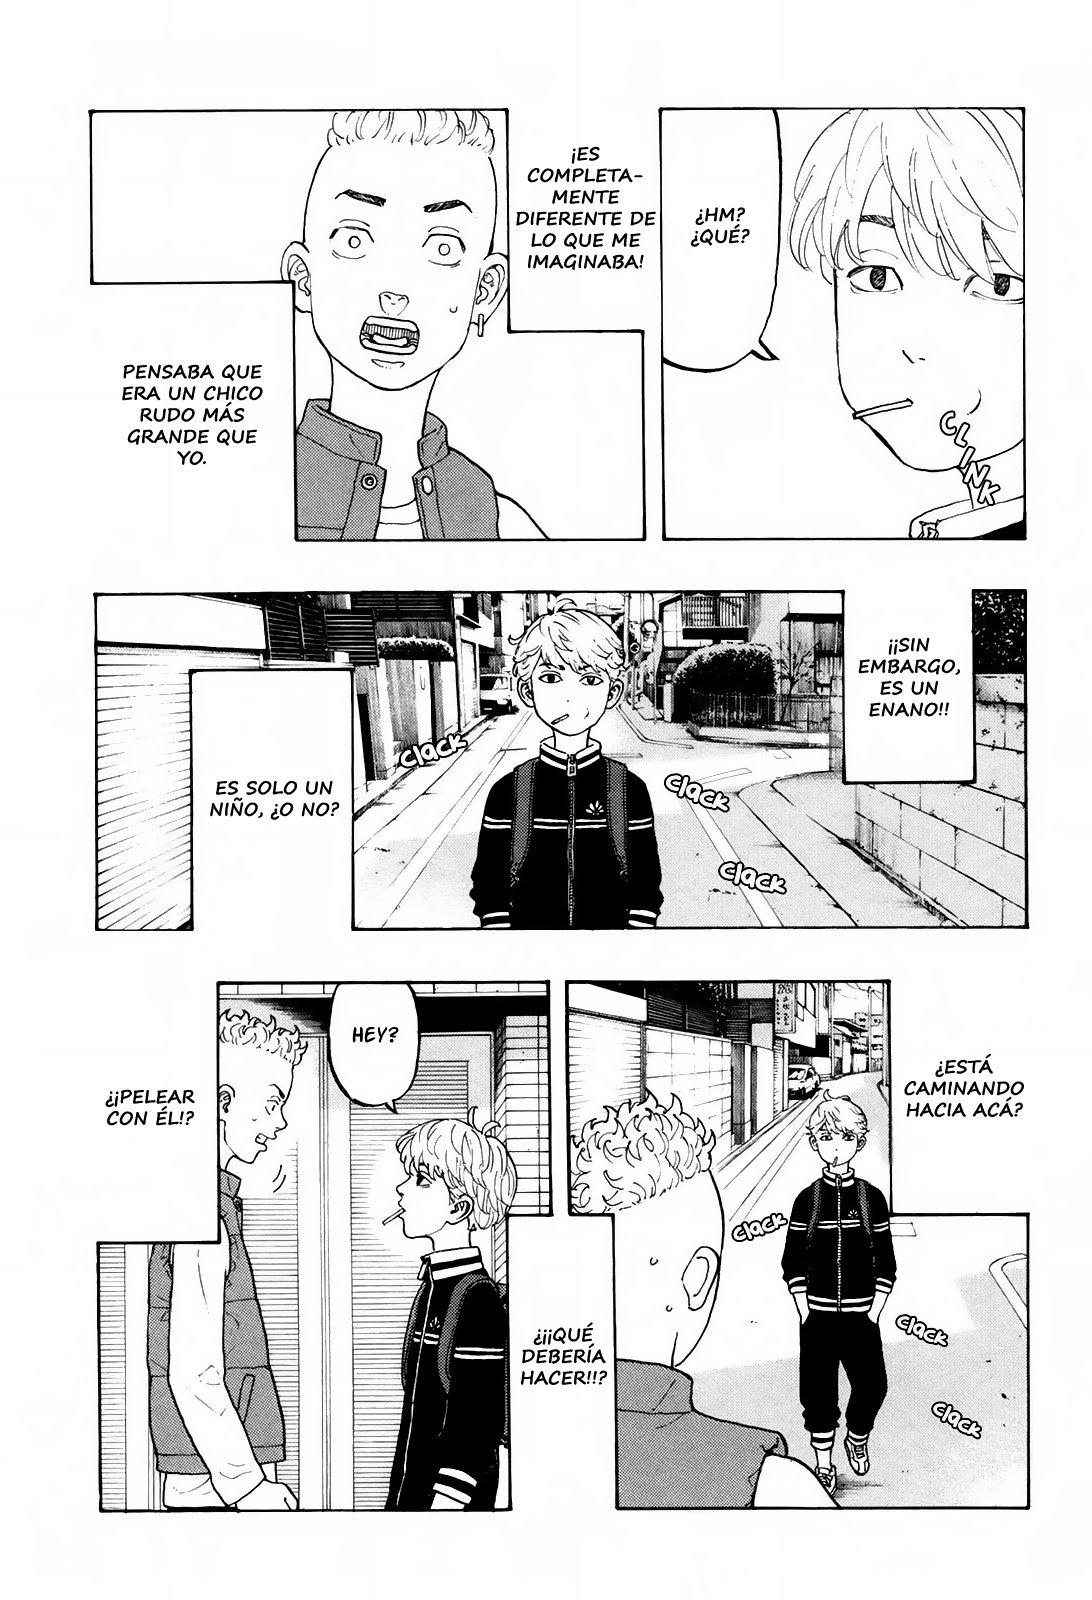 ¿HM?
¿QUÉ?
CLINK
¡ES
COMPLETA-
MENTE
DIFERENTE DE
LO QUE ME
IMAGINABA!
PENSABA QUE
ERA UN CHICO
RUDO MÁS
GRANDE QUE
YO.
¡¡SIN
EMBARGO,
ES UN
ENANO!!
clack
clack
clack
ES SOLO UN
NIÑO, ¿O NO?
¿ESTÁ
CAMINANDO
HACIA ACÁ?
clack
clack
clack
HEY?
¿¡¡PELEAR
CON ÉL!?
¿¡¡QUÉ
DEBERÍA
HACER!!?